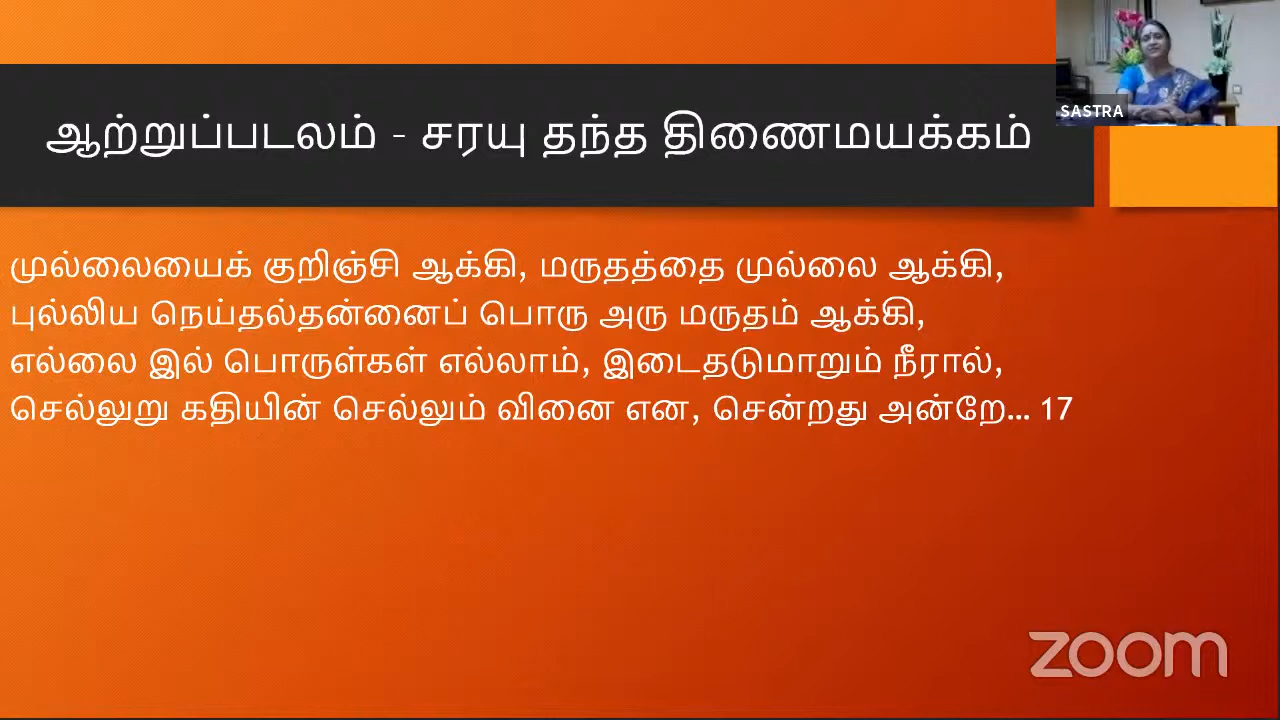 SASTRA
ஆற்றுப்படலம் - சரயு தந்த திணைமயக்கம்
முல்லையைக் குறிஞ்சி ஆக்கி, மருதத்தை முல்லை ஆக்கி,
புல்லிய நெய்தல்தன்னைப் பொரு அரு மருதம் ஆக்கி,
எல்லை இல் பொருள்கள் எல்லாம், இடைதடுமாறும் நீரால்,
செல்லுறு கதியின் செல்லும் வினை என, சென்றது அன்றே... 17
zoom